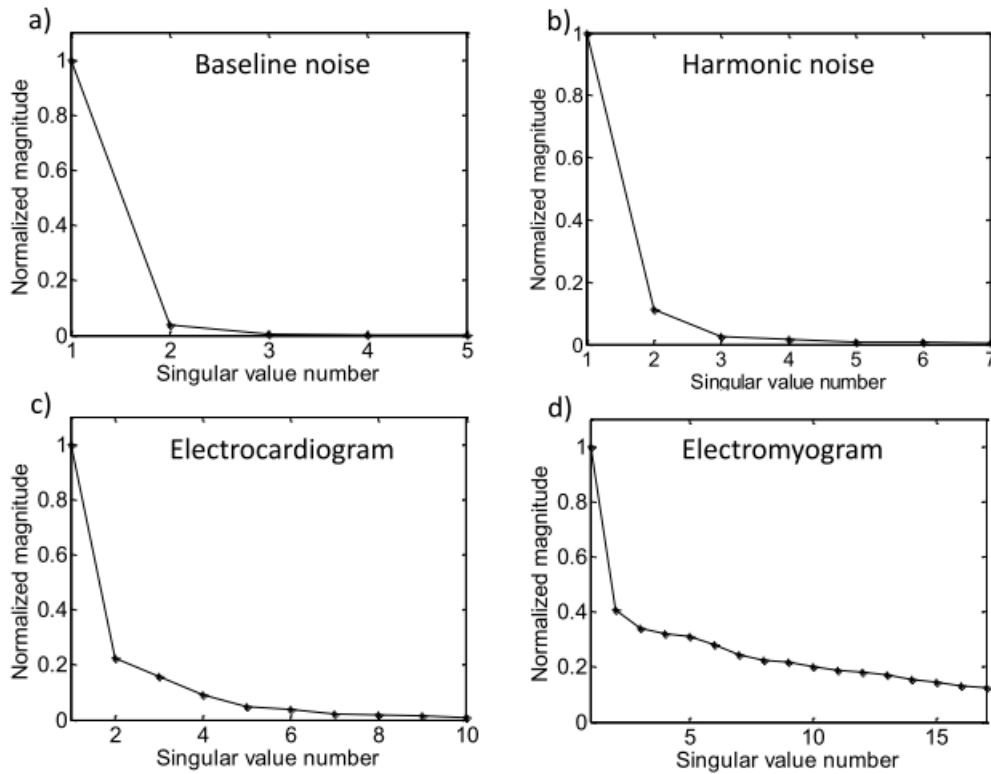 a)
Baseline noise
1
0.8
0.6
0.4
0.2
0
Normalized magnitude
1 2 3 4 5
Singular value number
b)
Harmonic noise
1
0.8
0.6
0.4
0.2
0
Normalized magnitude
1 2 3 4 5 6 7
Singular value number
c)
Electrocardiogram
1
0.8
0.6
0.4
0.2
0
Normalized magnitude
2 4 6 8 10
Singular value number
d)
Electromyogram
1
0.8
0.6
0.4
0.2
0
Normalized magnitude
5 10 15
Singular value number